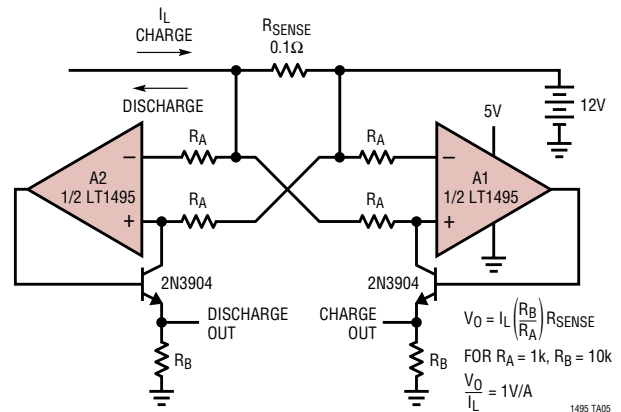 I_L
CHARGE
R_SENSE
0.1Ω
DISCHARGE
12V
5V
R_A
R_A
A2
1/2 LT1495
A1
1/2 LT1495
−
+
−
+
R_A
R_A
2N3904
2N3904
DISCHARGE
OUT
CHARGE
OUT
R_B
R_B
V_O = I_L (R_B/R_A) R_SENSE
FOR R_A = 1k, R_B = 10k
V_O/I_L = 1V/A
1495 TA05